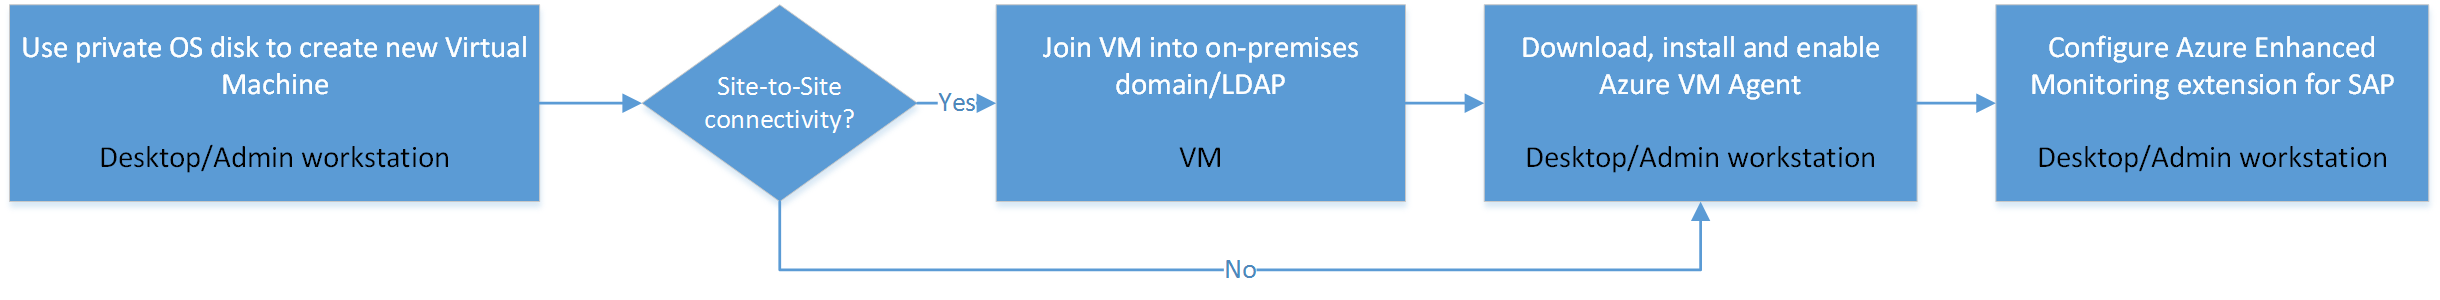 Use private OS disk to create new Virtual
Machine
Desktop/Admin workstation
Site-to-Site
connectivity?
Yes
Join VM into on-premises
domain/LDAP
VM
Download, install and enable
Azure VM Agent
Desktop/Admin workstation
Configure Azure Enhanced
Monitoring extension for SAP
Desktop/Admin workstation
No